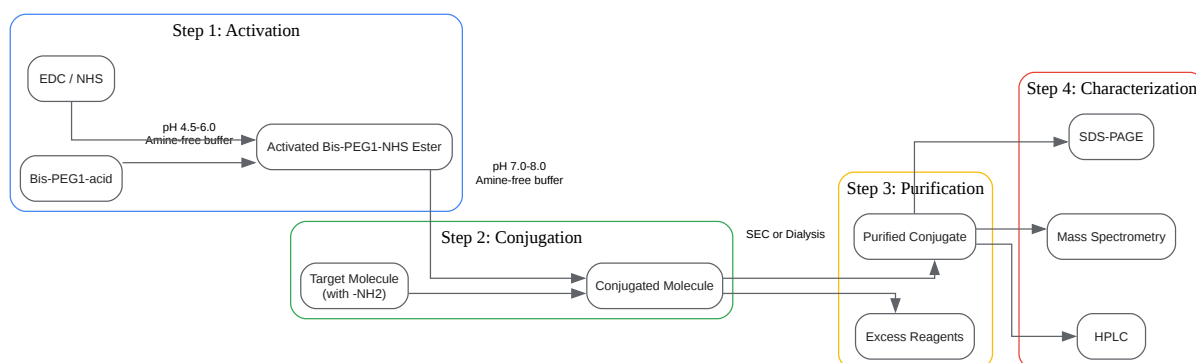 Step 1: Activation
EDC / NHS
pH 4.5-6.0
Amine-free buffer
Activated Bis-PEG1-NHS Ester
Bis-PEG1-acid
pH 7.0-8.0
Amine-free buffer
Step 2: Conjugation
Target Molecule
(with -NH2)
Conjugated Molecule
SEC or Dialysis
Step 3: Purification
Purified Conjugate
Excess Reagents
Step 4: Characterization
SDS-PAGE
Mass Spectrometry
HPLC